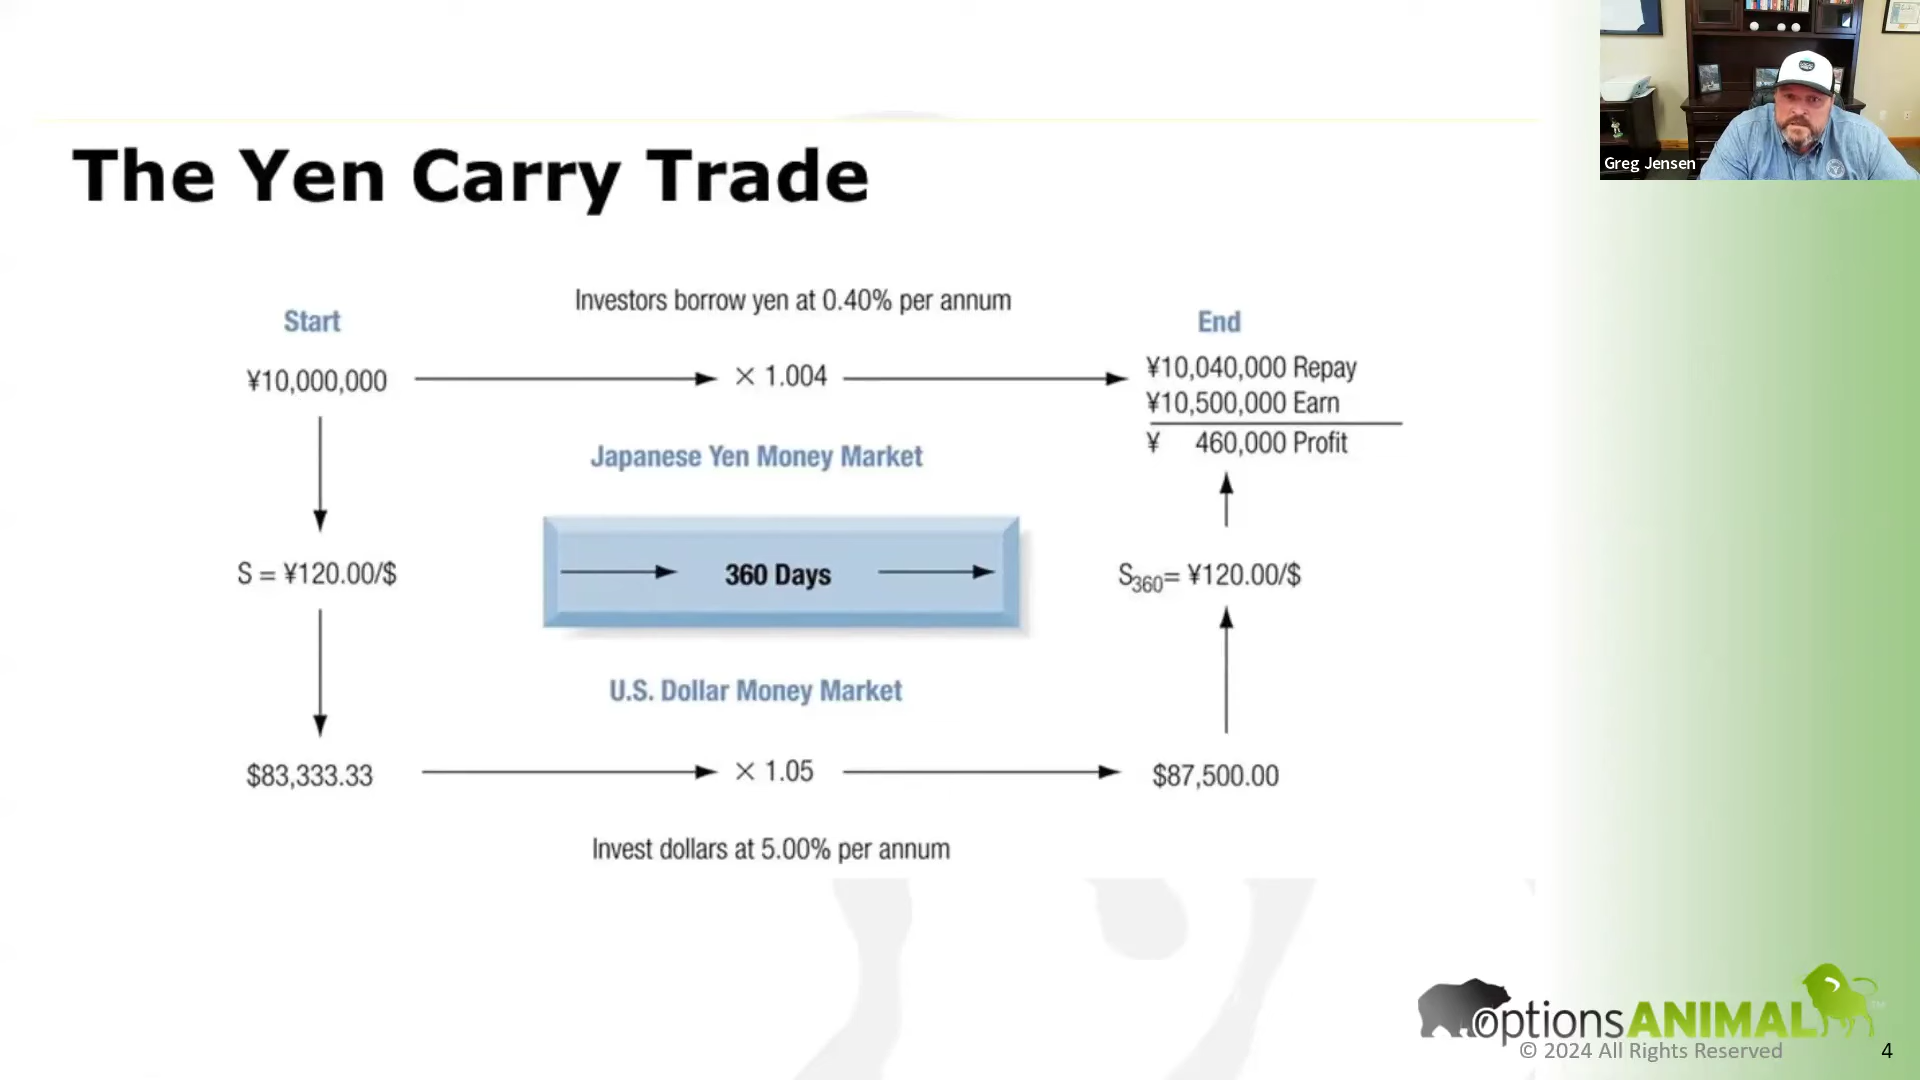 Greg Jensen
The Yen Carry Trade
Investors borrow yen at 0.40% per annum
Start
End
¥10,000,000
× 1.004
¥10,040,000 Repay
¥10,500,000 Earn
¥ 460,000 Profit
Japanese Yen Money Market
S = ¥120.00/$
360 Days
S360= ¥120.00/$
U.S. Dollar Money Market
$83,333.33
× 1.05
$87,500.00
Invest dollars at 5.00% per annum
optionsANIMAL
© 2024 All Rights Reserved
4